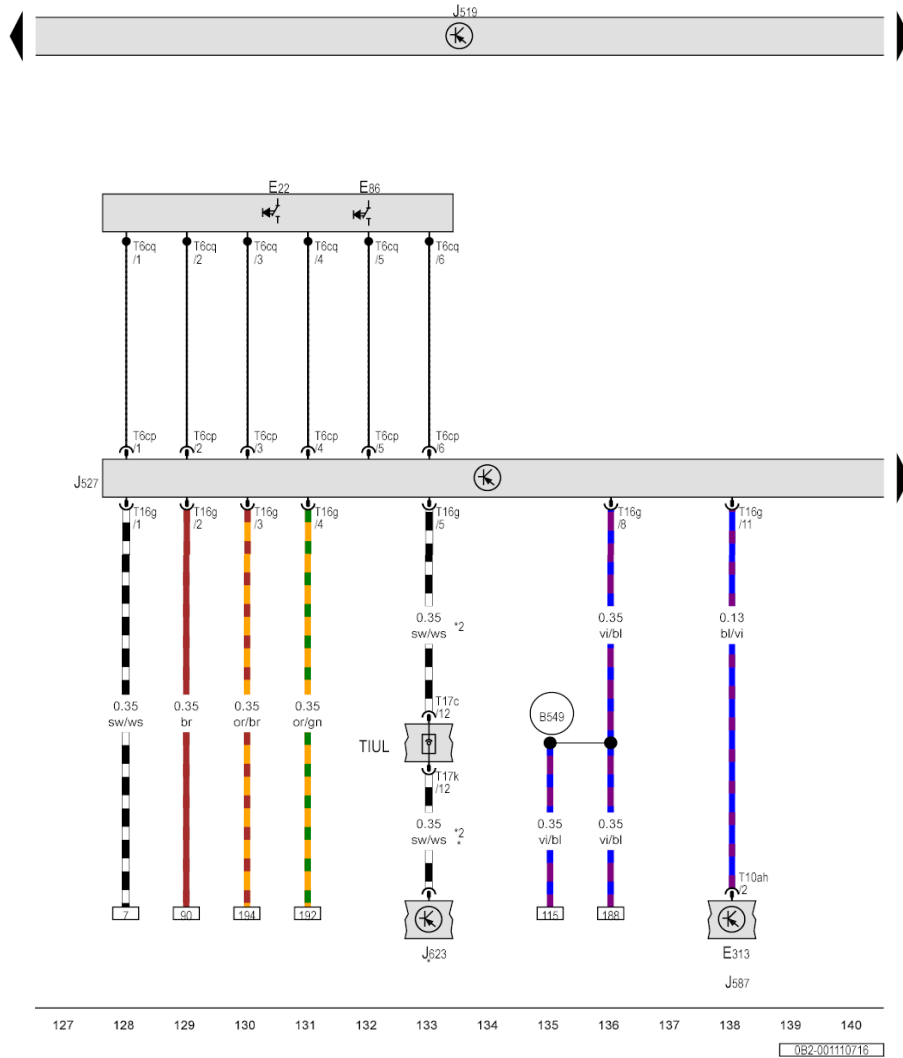 J519
E22 E86
T6cq T6cq T6cq T6cq T6cq T6cq
/1 /2 /3 /4 /5 /6
T6cp T6cp T6cp T6cp T6cp T6cp
/1 /2 /3 /4 /5 /6
J527
T16g T16g T16g T16g T16g T16g T16g
/1 /2 /3 /4 /5 /8 /11
0.35 0.35 0.13
sw/ws *2 vi/bl bl/vi
0.35 0.35 0.35 0.35
sw/ws br or/br or/gn
T17c
/12
B549
TIUL
T17k
/12
0.35 0.35 0.35
sw/ws *2 vi/bl vi/bl
*
T10ah
/2
7 90 194 192 115 188
J623 E313
*
J587
127 128 129 130 131 132 133 134 135 136 137 138 139 140
0B2-001110716